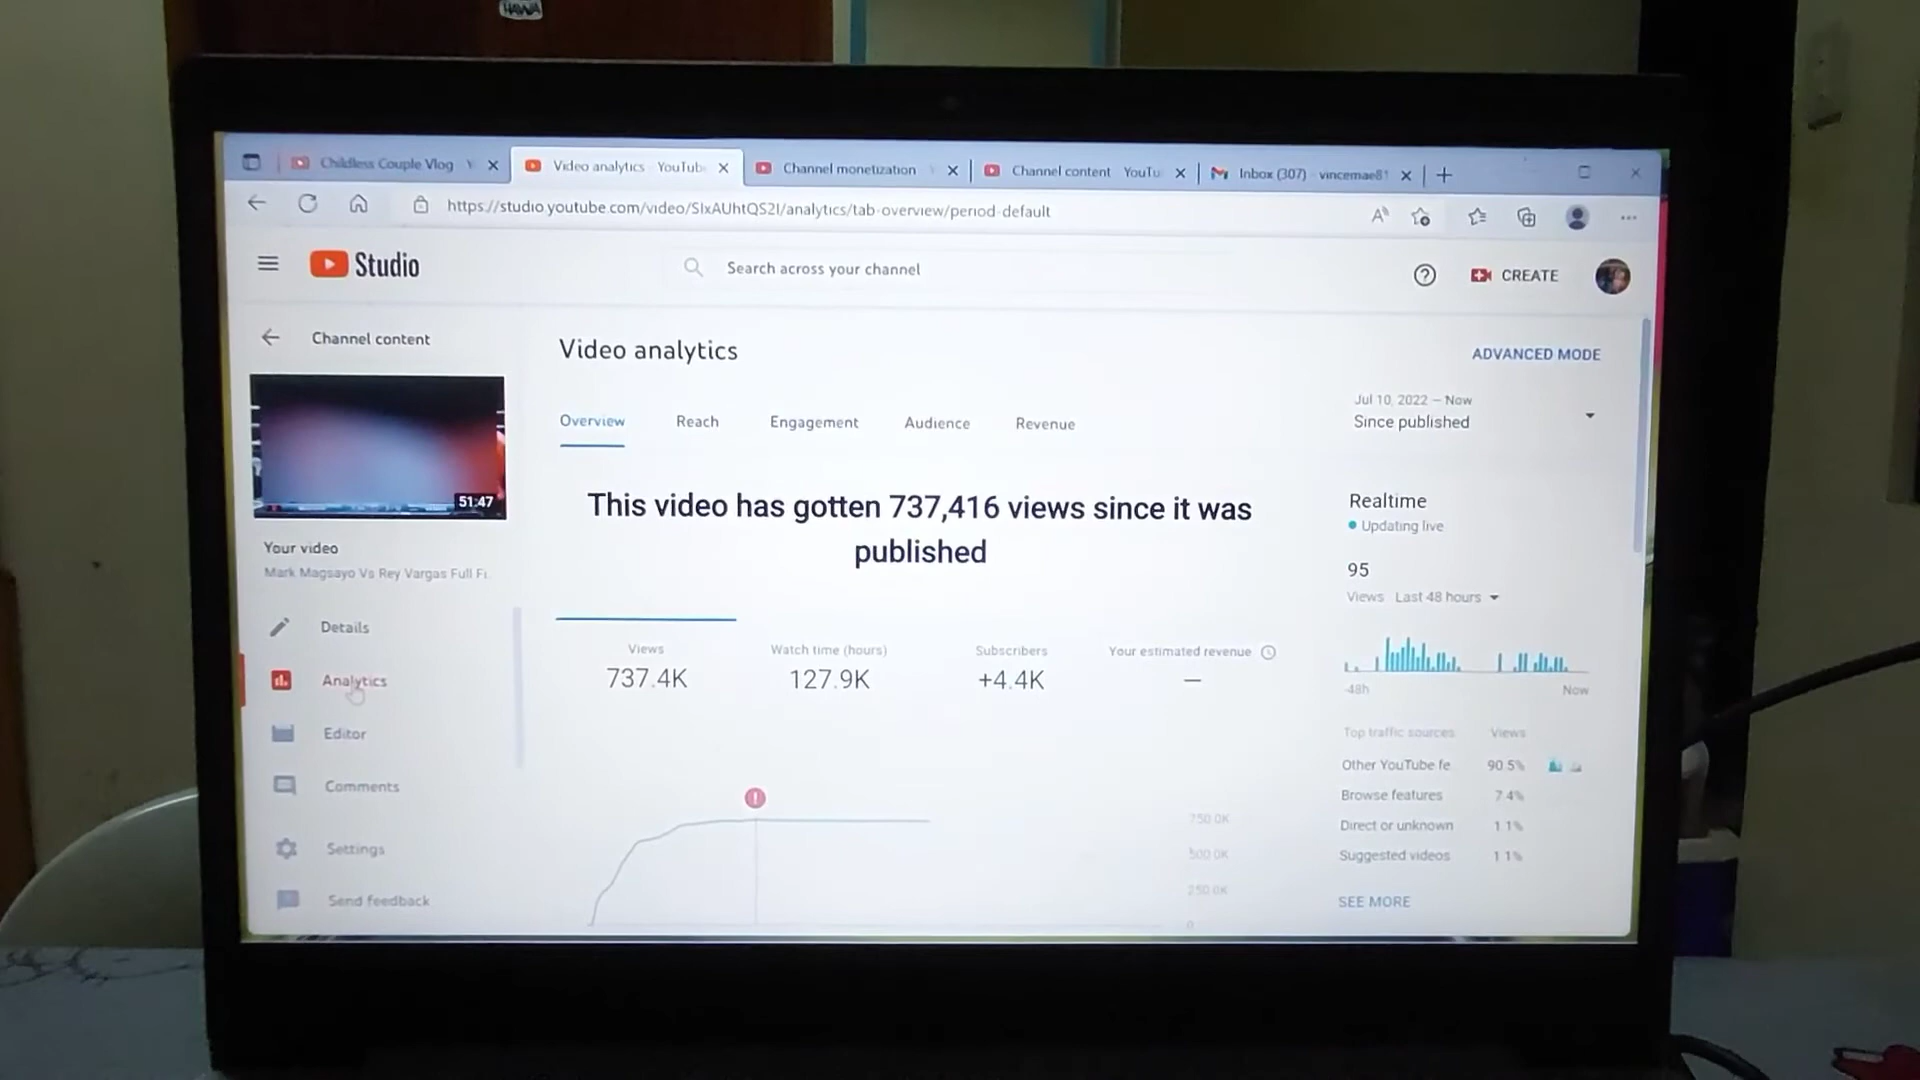 HAWA
Childless Couple Vlog
Video analytics YouTub
Channel monetization
Channel content YouTu
Inbox (307) vincemae81
https://studio.youtube.com/video/SIxAUhtQS2I/analytics/tab-overview/period-default
Studio
Search across your channel
CREATE
Channel content
Video analytics
ADVANCED MODE
51:47
Your video
Mark Magsayo Vs Rey Vargas Full Fi
Details
Analytics
Editor
Comments
Settings
Send feedback
Overview
Reach
Engagement
Audience
Revenue
Jul 10, 2022 – Now
Since published
This video has gotten 737,416 views since it was
published
Views
737.4K
Watch time (hours)
127.9K
Subscribers
+4.4K
Your estimated revenue
—
750.0K
500.0K
250.0K
0
Realtime
Updating live
95
Views Last 48 hours
-48h
Now
Top traffic sources Views
Other YouTube fe 90.5%
Browse features 7.4%
Direct or unknown 1.1%
Suggested videos 1.1%
SEE MORE